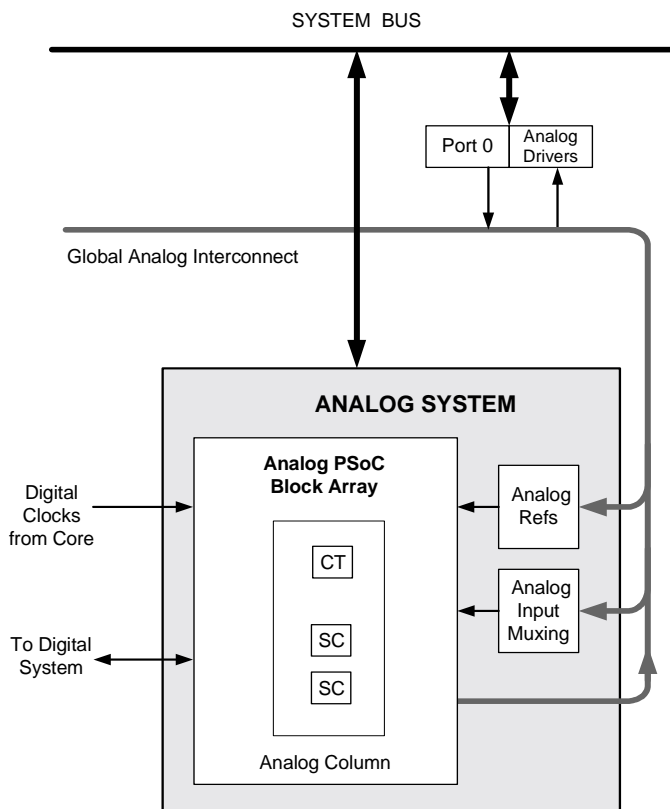 SYSTEM BUS
Port 0
Analog
Drivers
Global Analog Interconnect
ANALOG SYSTEM
Analog PSoC
Block Array
Digital
Clocks
from Core
Analog
Refs
CT
Analog
Input
Muxing
To Digital
System
SC
SC
Analog Column